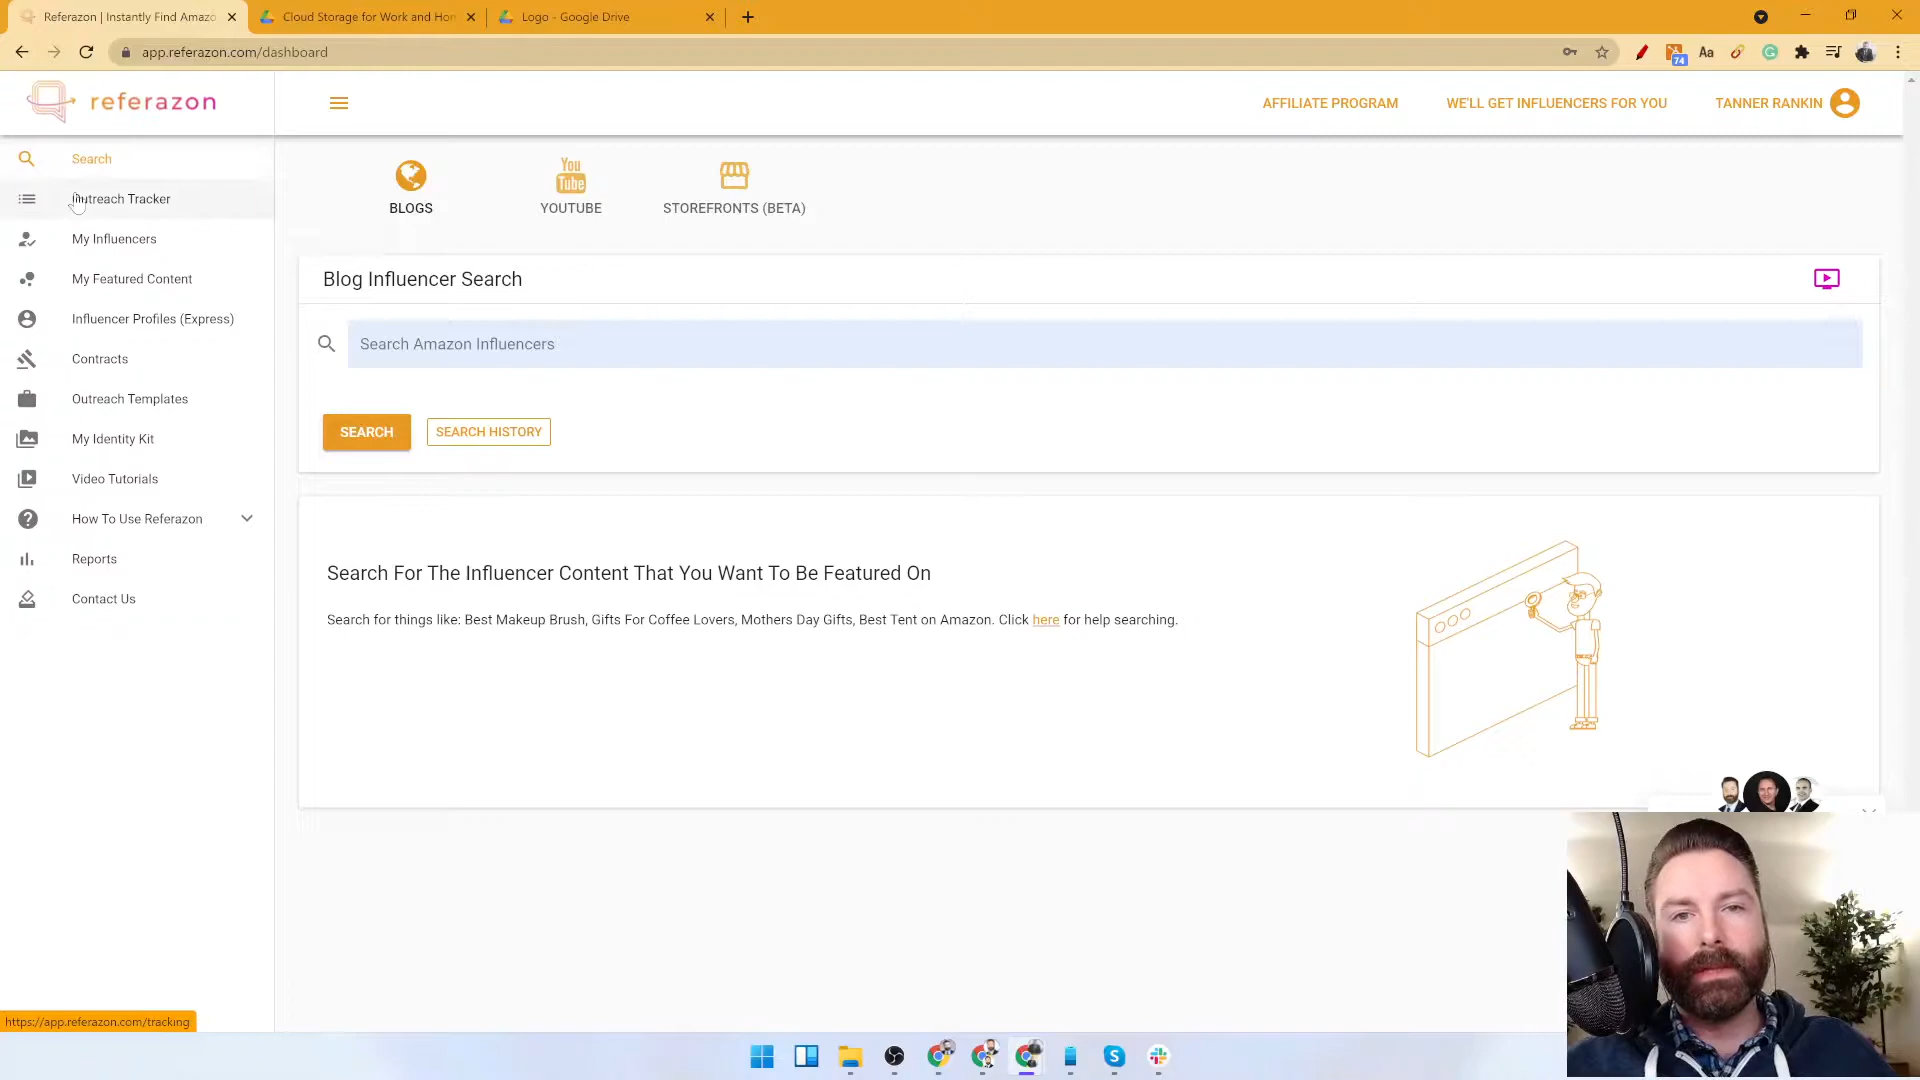 Referazon | Instantly Find Amazo
Cloud Storage for Work and Hom
Logo - Google Drive
app.referazon.com/dashboard
Aa
74
referazon
AFFILIATE PROGRAM
WE'LL GET INFLUENCERS FOR YOU
TANNER RANKIN
Search
Outreach Tracker
My Influencers
My Featured Content
Influencer Profiles (Express)
Contracts
Outreach Templates
My Identity Kit
Video Tutorials
How To Use Referazon
Reports
Contact Us
You
Tube
BLOGS
YOUTUBE
STOREFRONTS (BETA)
Blog Influencer Search
Search Amazon Influencers
SEARCH
SEARCH HISTORY
Search For The Influencer Content That You Want To Be Featured On
Search for things like: Best Makeup Brush, Gifts For Coffee Lovers, Mothers Day Gifts, Best Tent on Amazon. Click here for help searching.
https://app.referazon.com/tracking